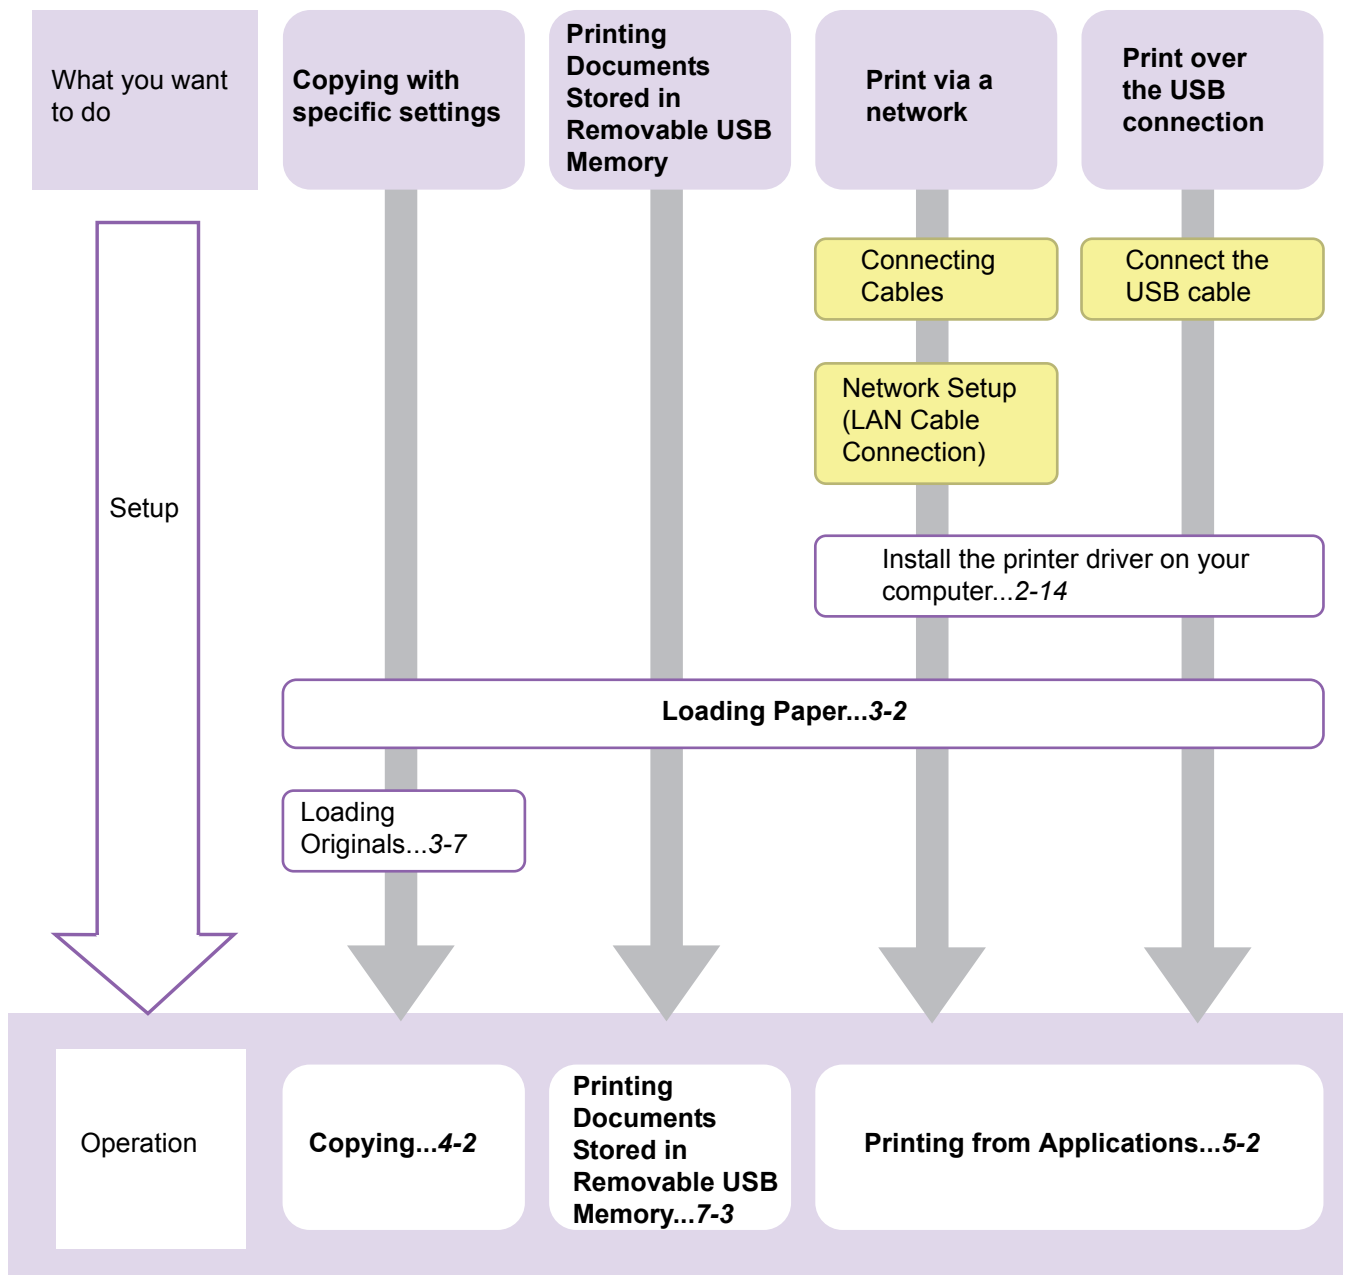 What you want
to do
Copying with
specific settings
Printing
Documents
Stored in
Removable USB
Memory
Print via a
network
Print over
the USB
connection
Setup
Connecting
Cables
Connect the
USB cable
Network Setup
(LAN Cable
Connection)
Install the printer driver on your
computer...2-14
Loading Paper...3-2
Loading
Originals...3-7
Operation
Copying...4-2
Printing
Documents
Stored in
Removable USB
Memory...7-3
Printing from Applications...5-2